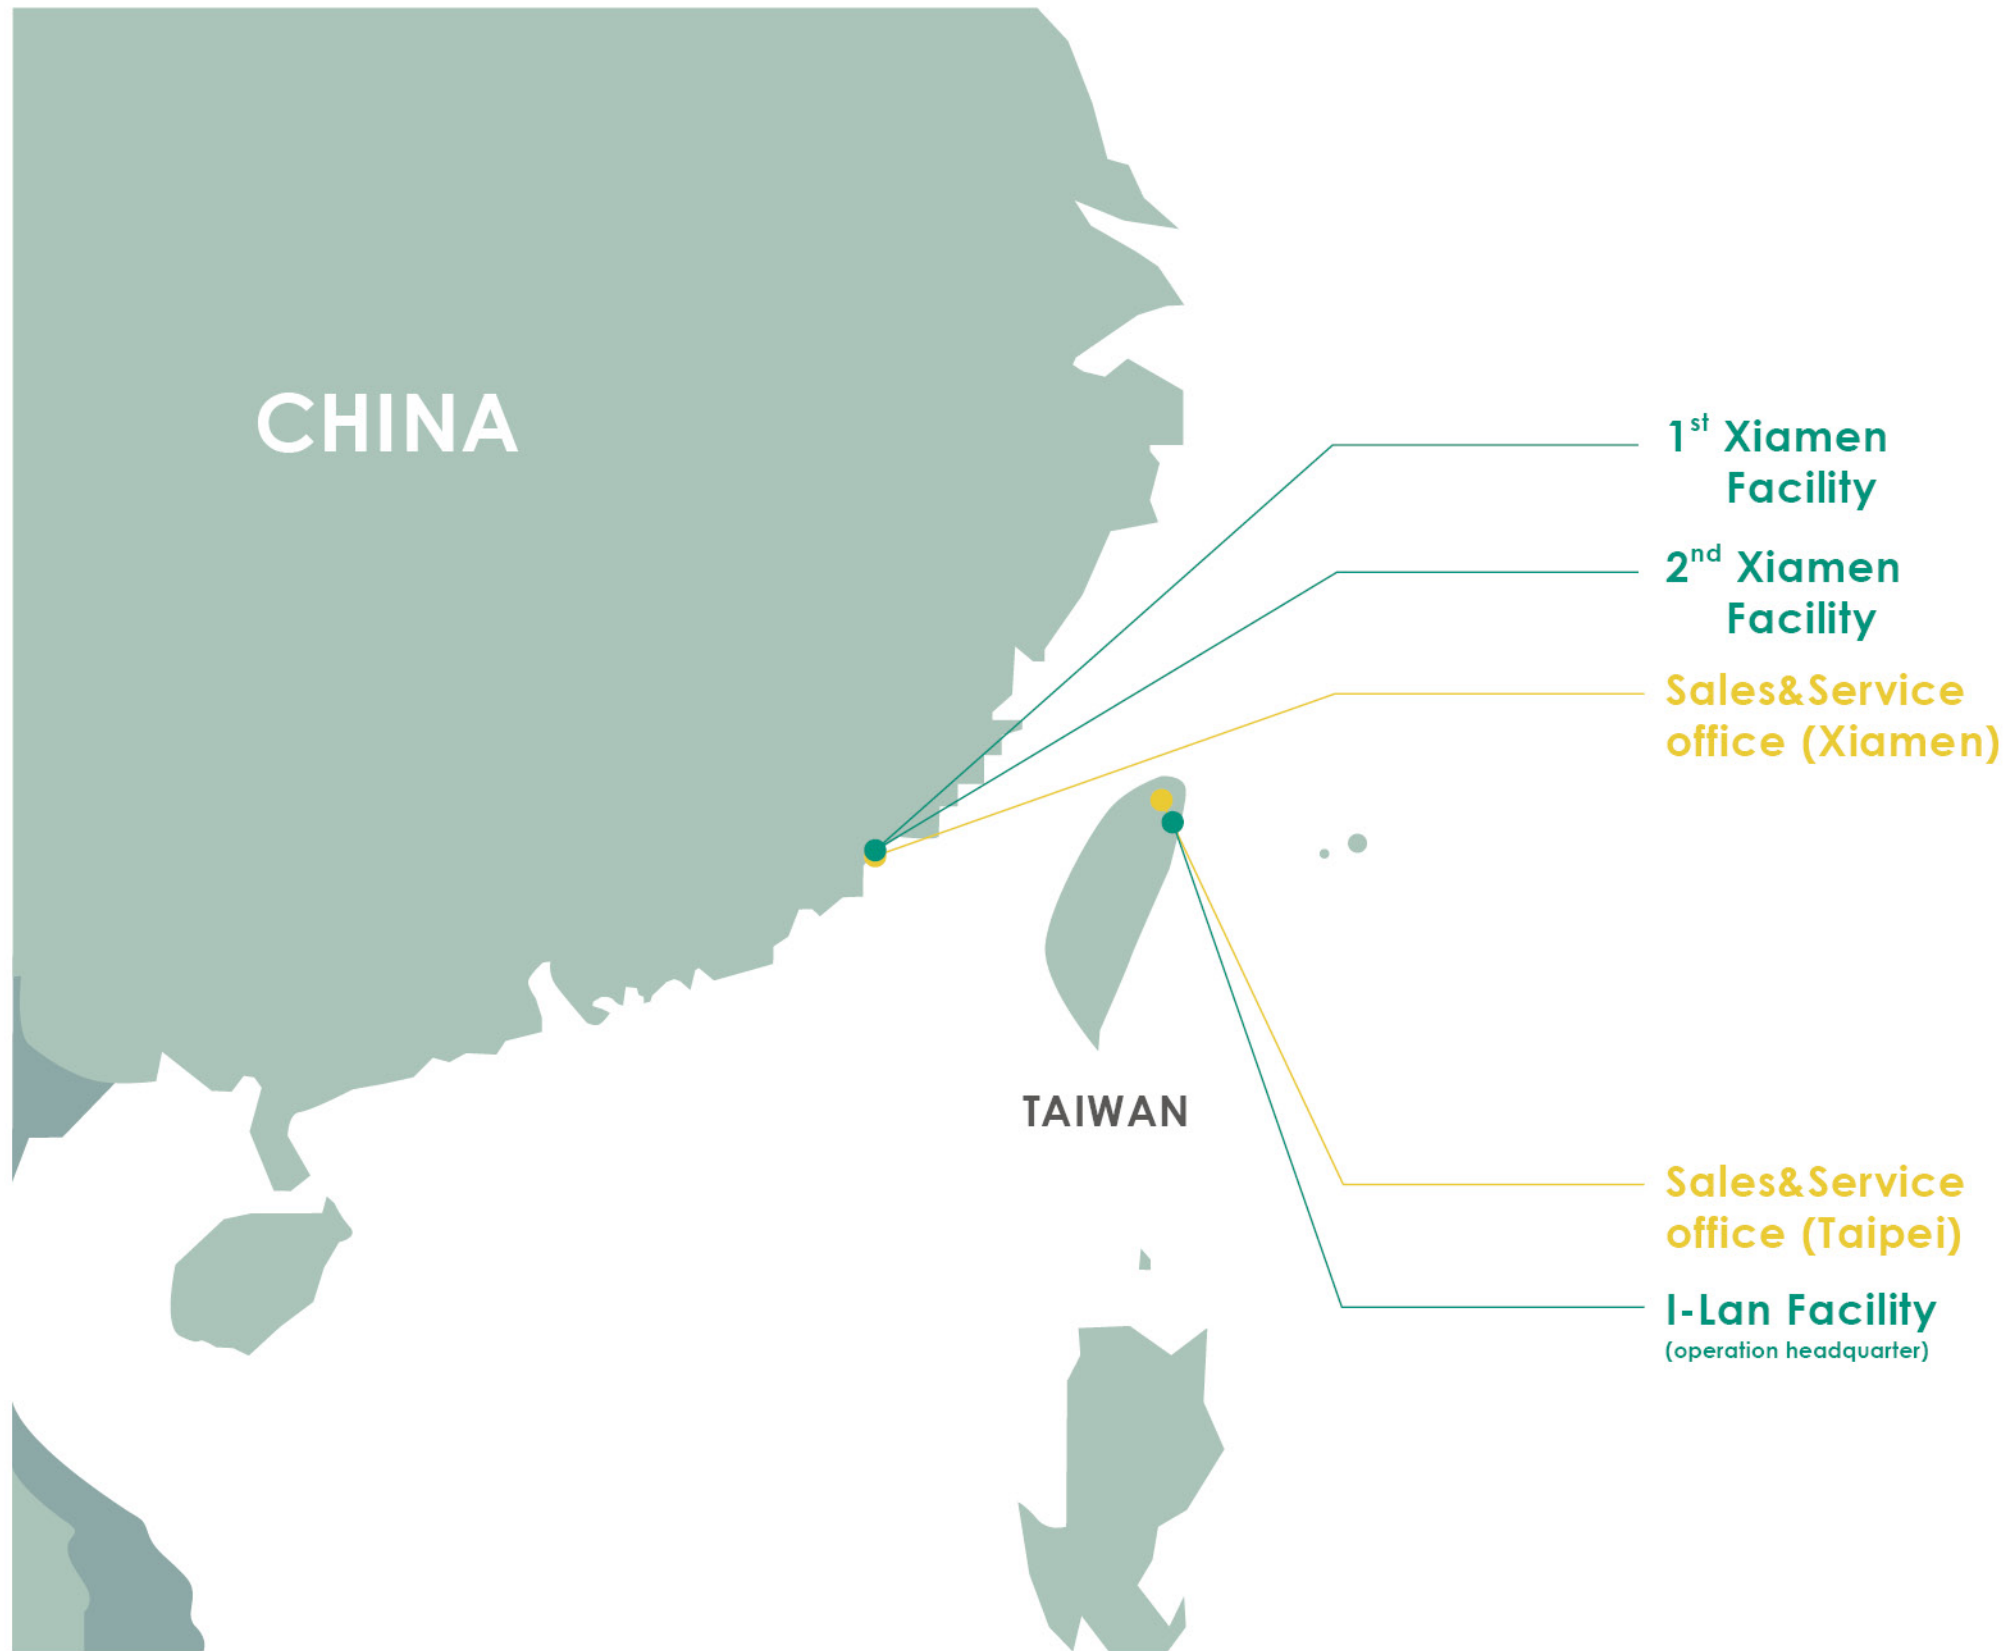 CHINA
1st Xiamen
Facility
2nd Xiamen
Facility
Sales&Service
office (Xiamen)
TAIWAN
Sales&Service
office (Taipei)
I-Lan Facility
(operation headquarter)